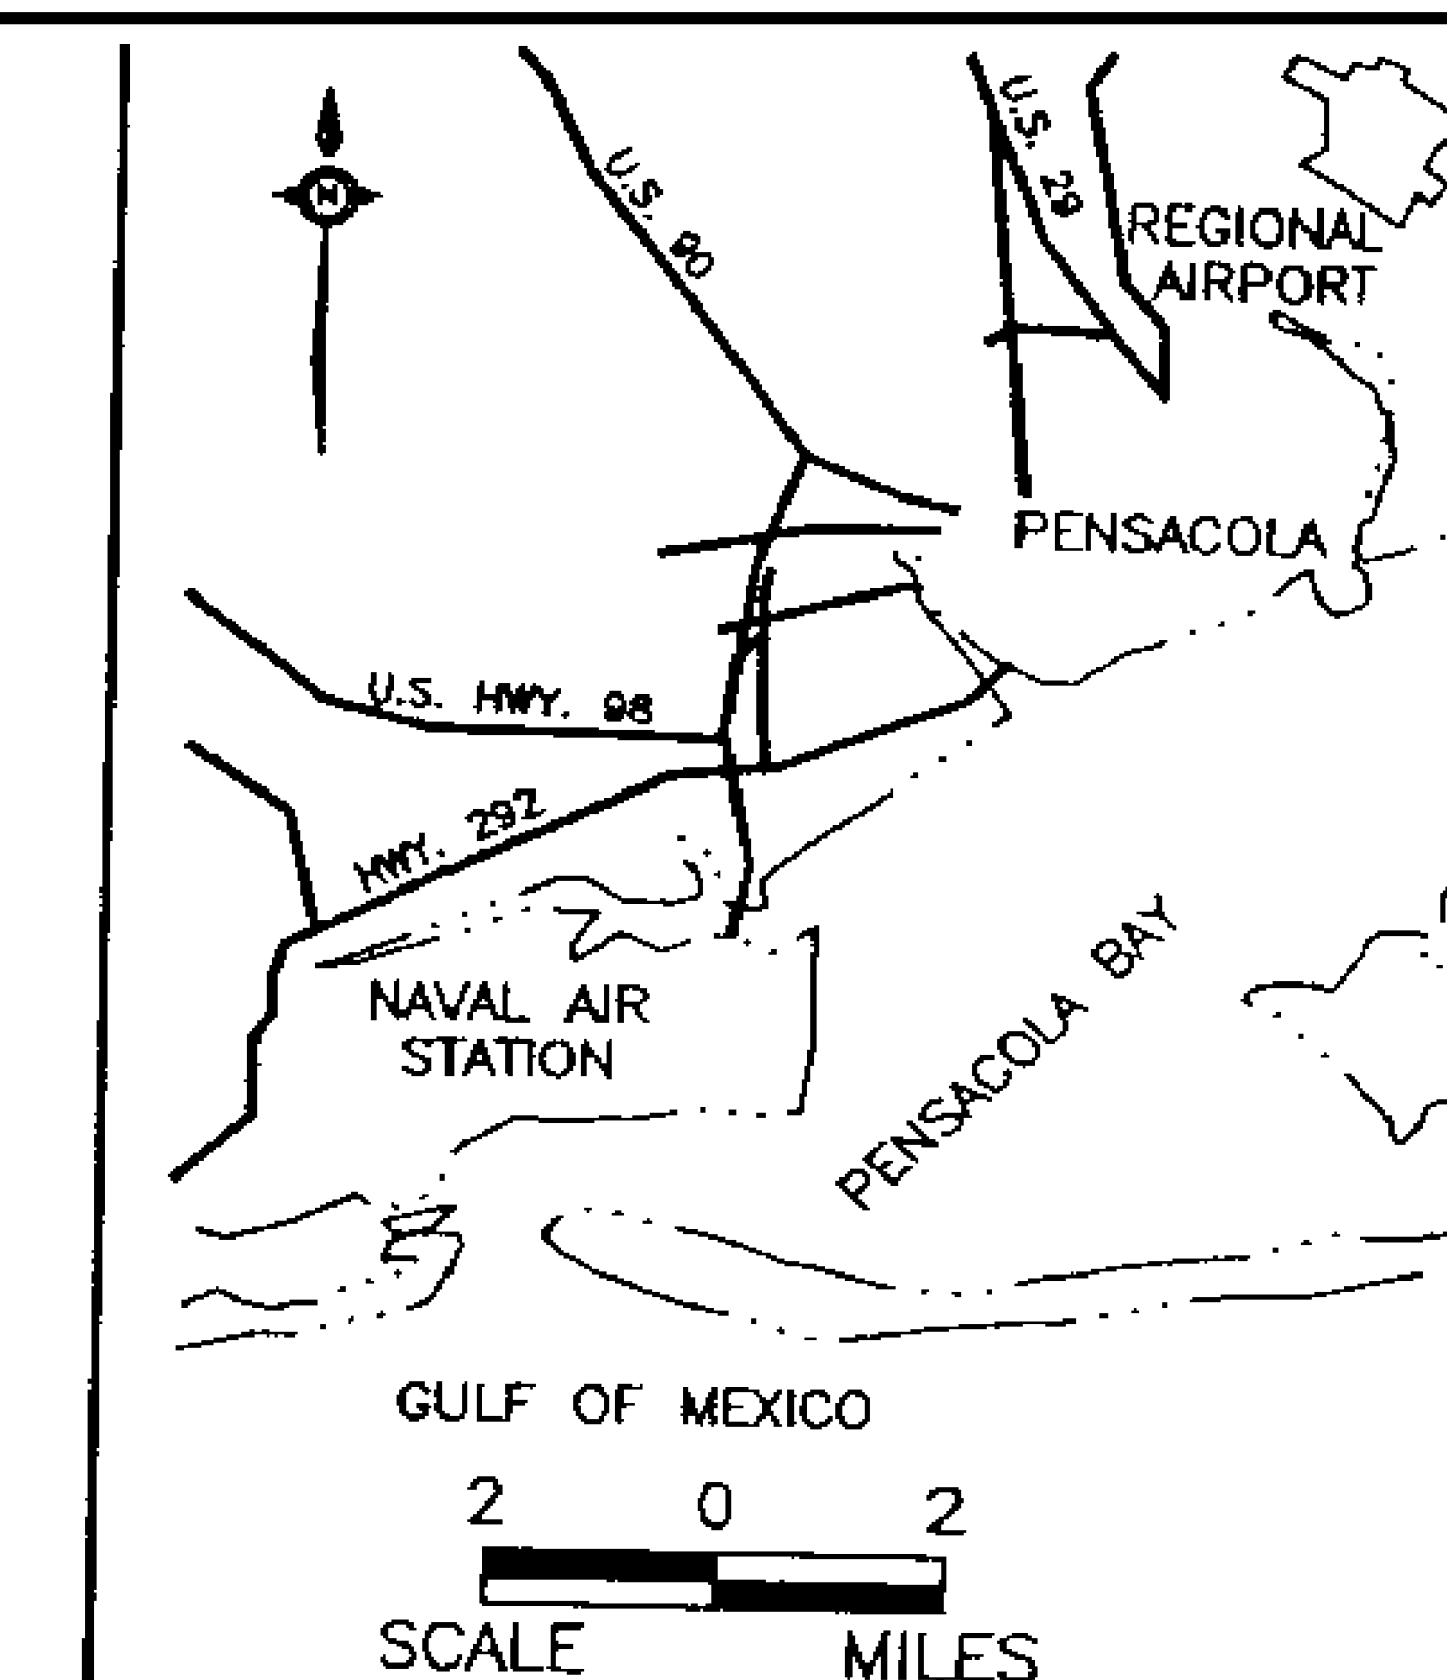 N
U.S. 90
U.S. 29
REGIONAL
AIRPORT
PENSACOLA
U.S. HWY. 98
HWY. 292
NAVAL AIR
STATION
PENSACOLA BAY
GULF OF MEXICO
2 0 2
SCALE MILES